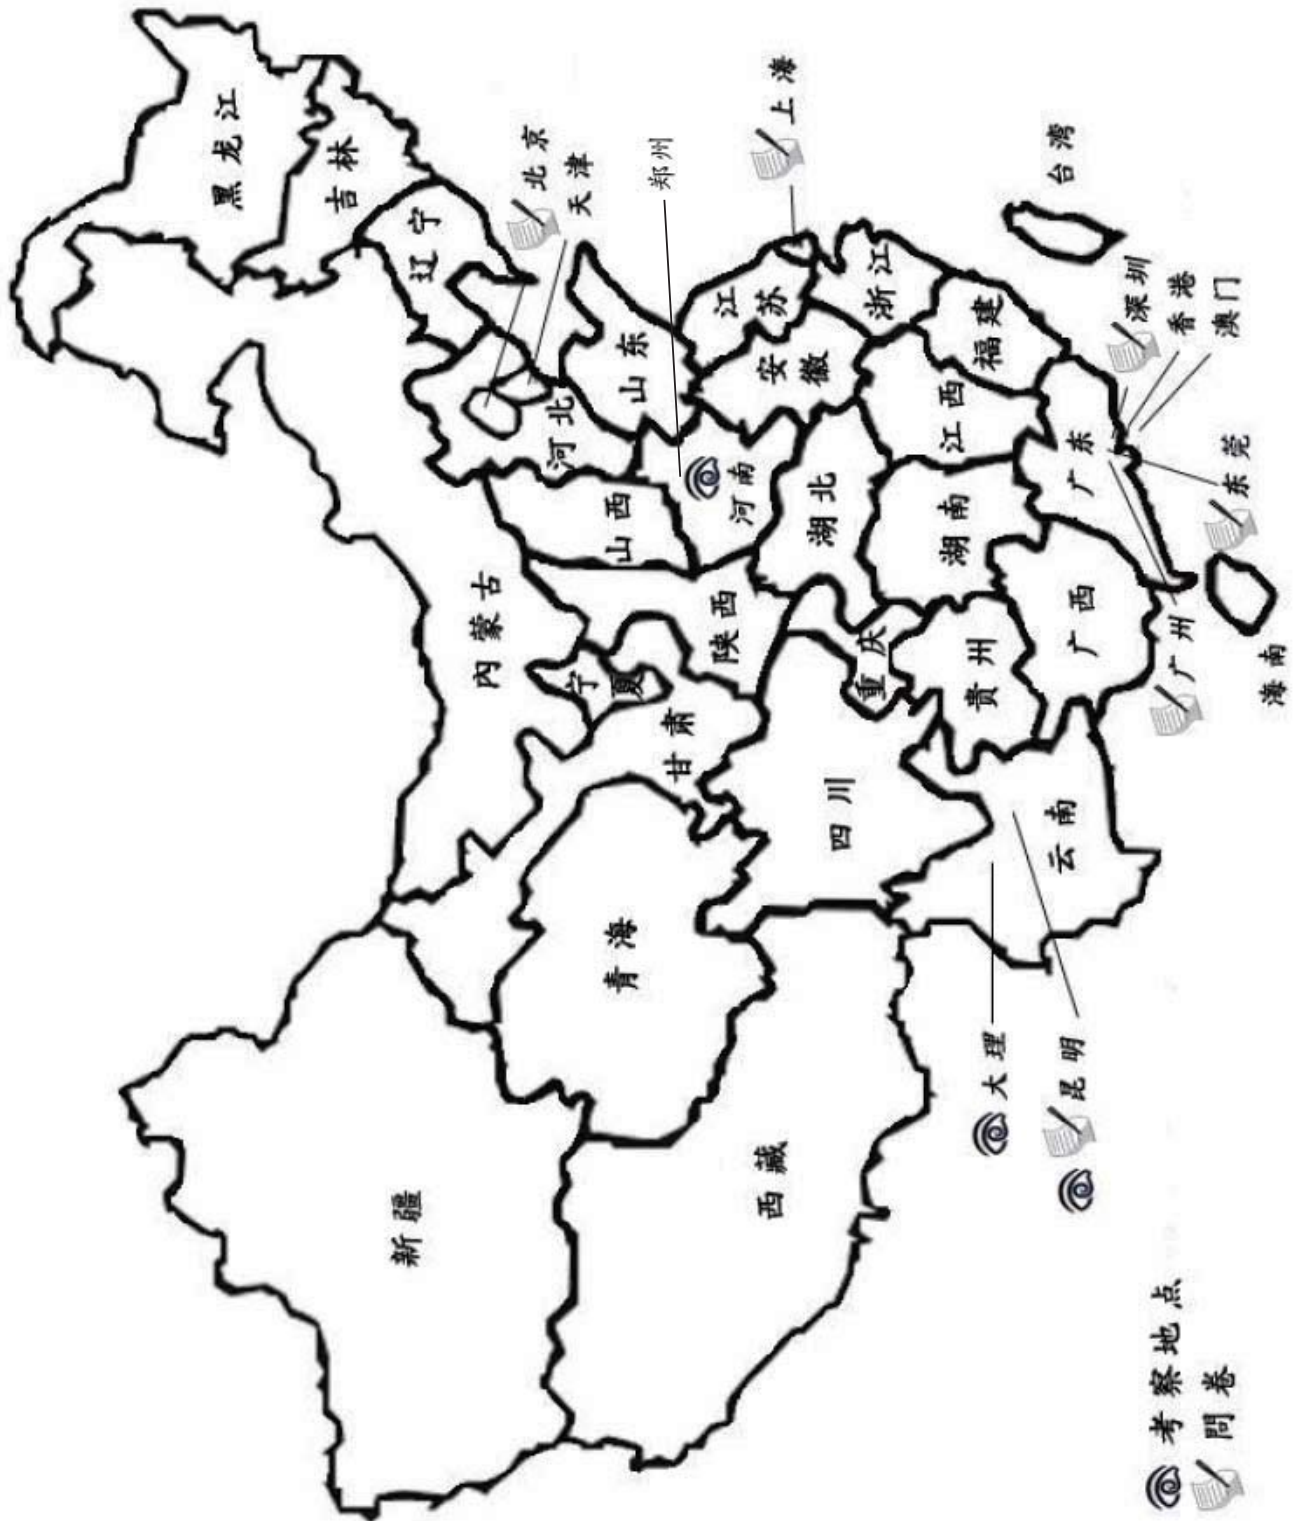 黑龙江
吉林
辽宁
北京
天津
郑州
上海
台湾
内蒙古
河北
山西
山东
河南
江苏
安徽
浙江
福建
江西
湖北
湖南
广东
广西
深圳
香港
澳门
东莞
广州
海南
陕西
宁夏
甘肃
重庆
貴州
四川
云南
青海
新疆
西藏
大理
昆明
考察地点
問卷